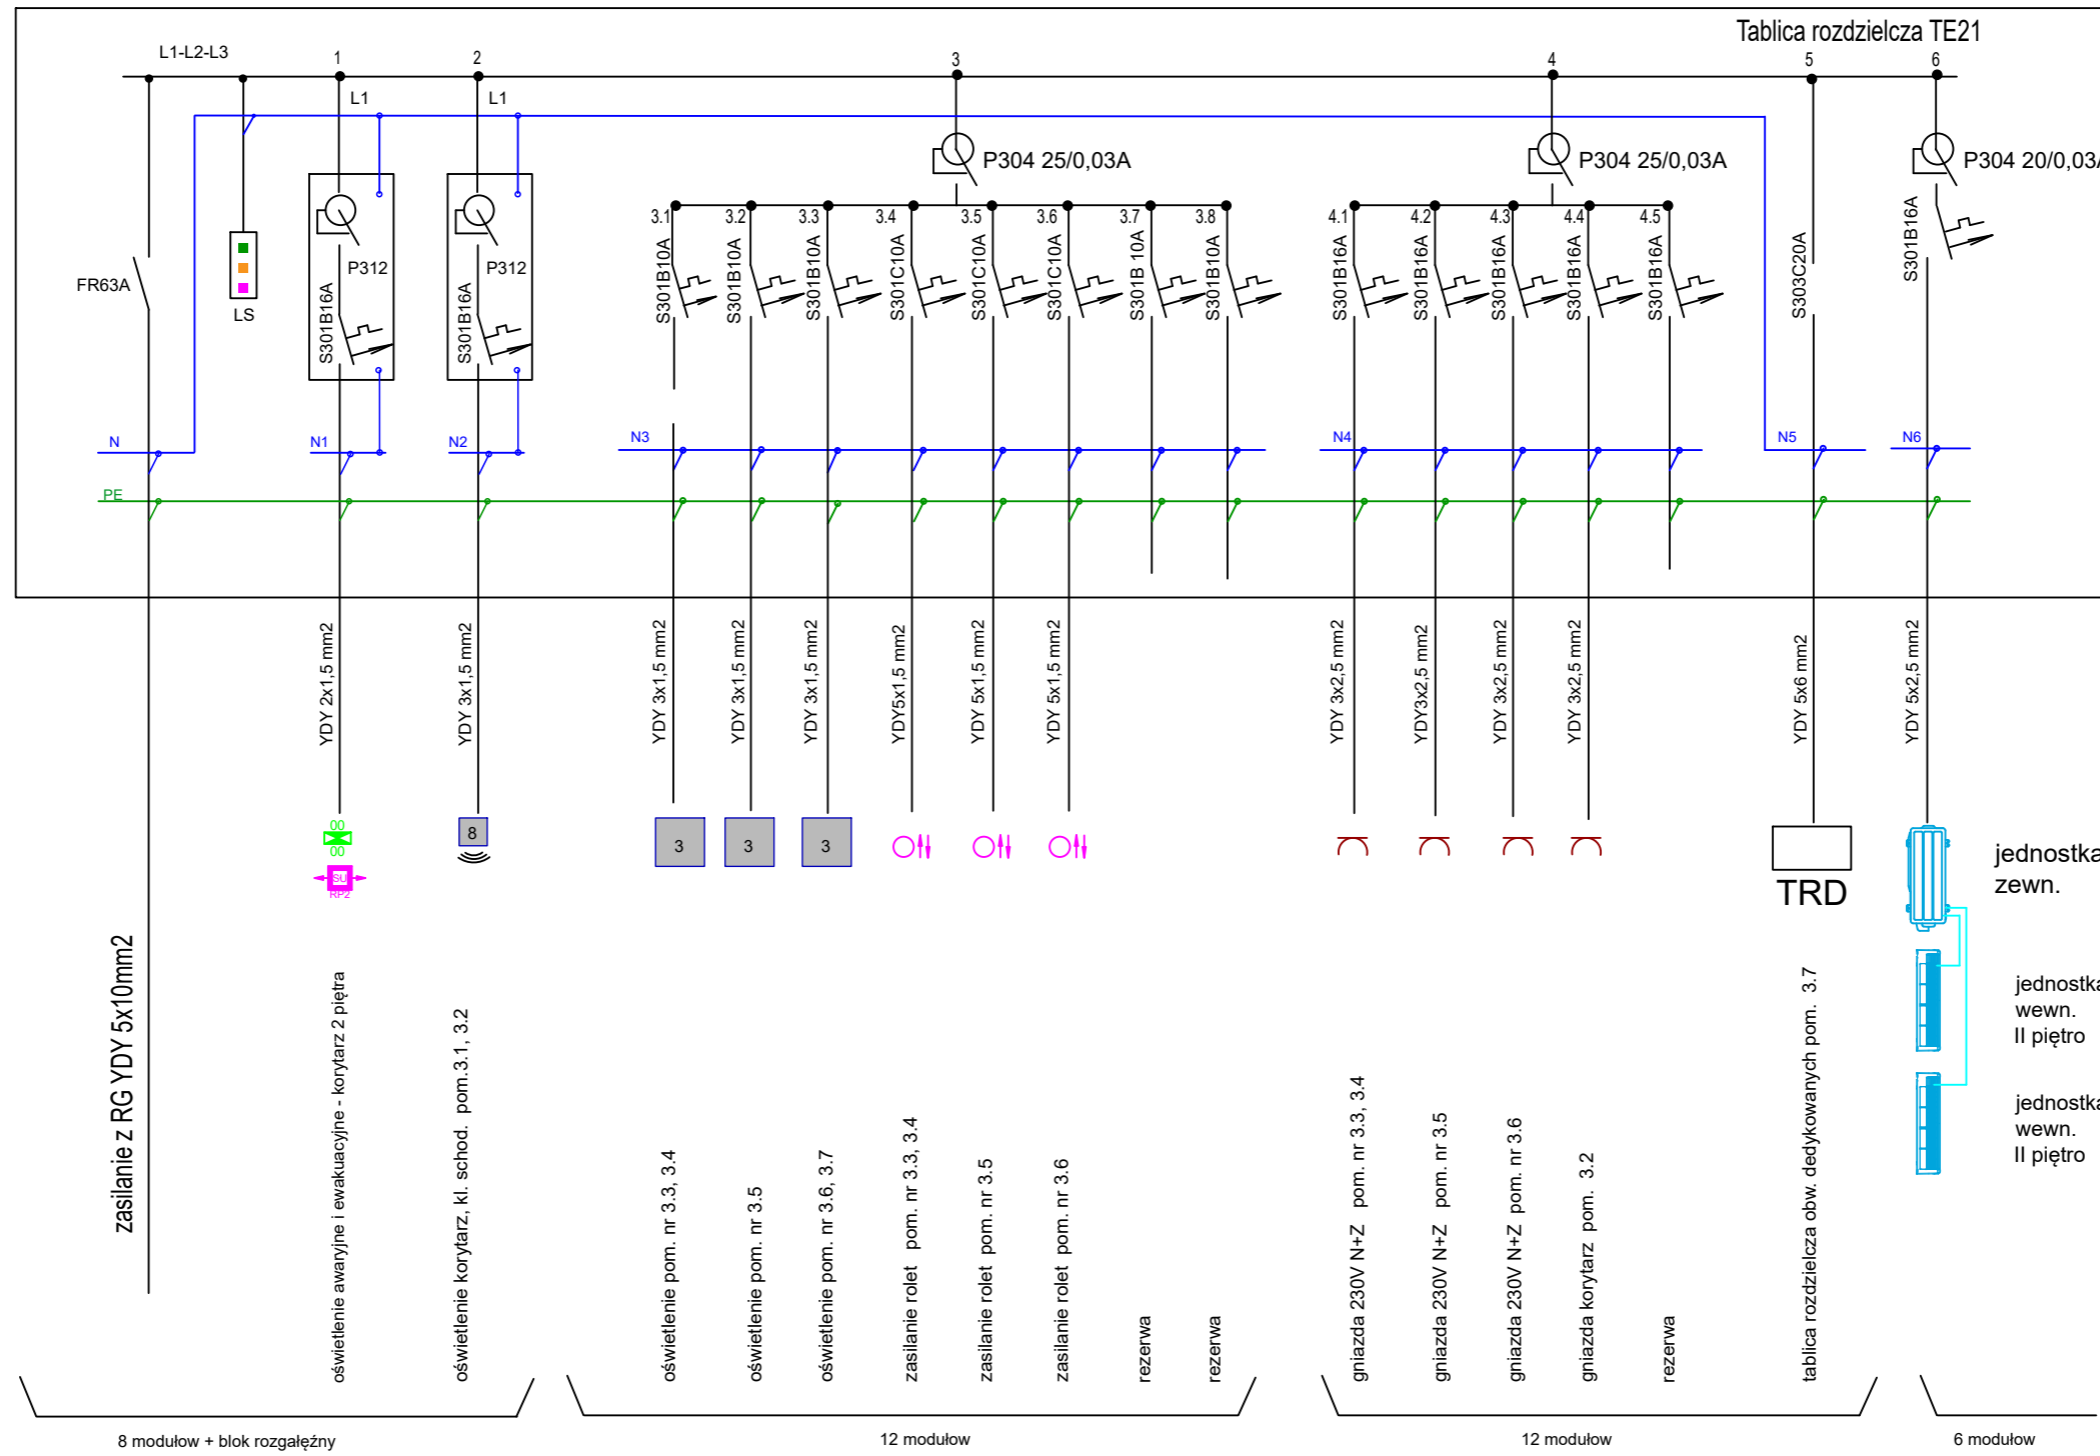 Tablica rozdzielcza TE21
L1-L2-L3
1
2
3
4
5
6
L1
L1
P304 25/0,03A
P304 25/0,03A
P304 20/0,03A
FR63A
LS
P312
S301B16A
P312
S301B16A
3.1
3.2
3.3
3.4
3.5
3.6
3.7
3.8
S301B10A
S301B10A
S301B10A
S301C10A
S301C10A
S301C10A
S301B 10A
S301B10A
4.1
4.2
4.3
4.4
4.5
S301B16A
S301B16A
S301B16A
S301B16A
S301B16A
S303C20A
S301B16A
N
N1
N2
N3
N4
N5
N6
PE
YDY 2x1,5 mm2
YDY 3x1,5 mm2
YDY 3x1,5 mm2
YDY 3x1,5 mm2
YDY 3x1,5 mm2
YDY5x1,5 mm2
YDY 5x1,5 mm2
YDY 5x1,5 mm2
YDY 3x2,5 mm2
YDY3x2,5 mm2
YDY 3x2,5 mm2
YDY 3x2,5 mm2
YDY 5x6 mm2
YDY 5x2,5 mm2
00
00
SU
RP2
8
3
3
3
TRD
jednostka
zewn.
jednostka
wewn.
II piętro
jednostka
wewn.
II piętro
zasilanie z RG YDY 5x10mm2
oświetlenie awaryjne i ewakuacyjne - korytarz 2 piętra
oświetlenie korytarz, kl. schod. pom.3.1, 3.2
oświetlenie pom. nr 3.3, 3.4
oświetlenie pom. nr 3.5
oświetlenie pom. nr 3.6, 3.7
zasilanie rolet pom. nr 3.3, 3.4
zasilanie rolet pom. nr 3.5
zasilanie rolet pom. nr 3.6
rezerwa
rezerwa
gniazda 230V N+Z pom. nr 3.3, 3.4
gniazda 230V N+Z pom. nr 3.5
gniazda 230V N+Z pom. nr 3.6
gniazda korytarz pom. 3.2
rezerwa
tablica rozdzielcza obw. dedykowanych pom. 3.7
8 modułow + blok rozgałęźny
12 modułow
12 modułow
6 modułow